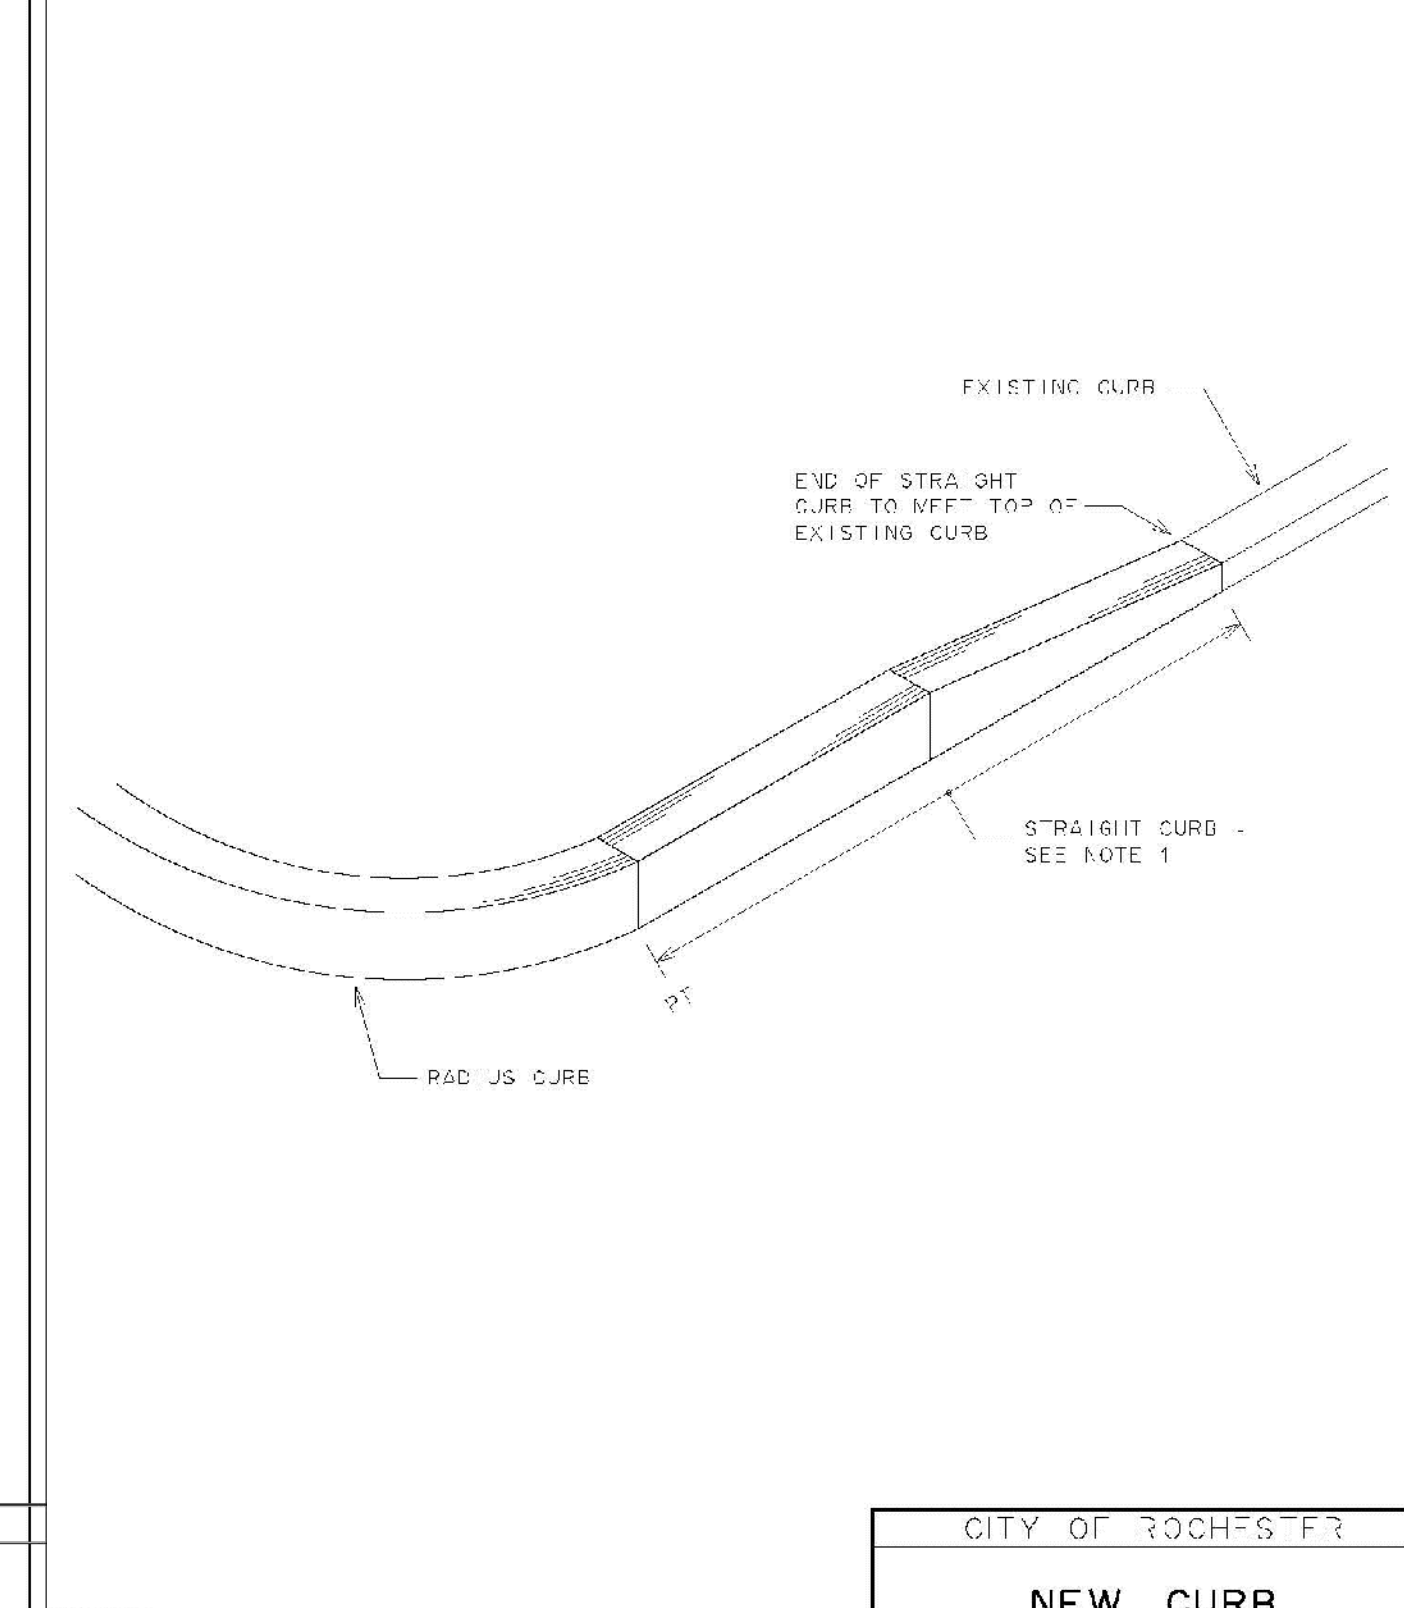 EXISTING CURB
END OF STRAIGHT
CURB TO MEET TOP OF
EXISTING CURB
STRAIGHT CURB -
SEE NOTE 1
PT
RADIUS CURB
CITY OF ROCHESTER
NEW CURB